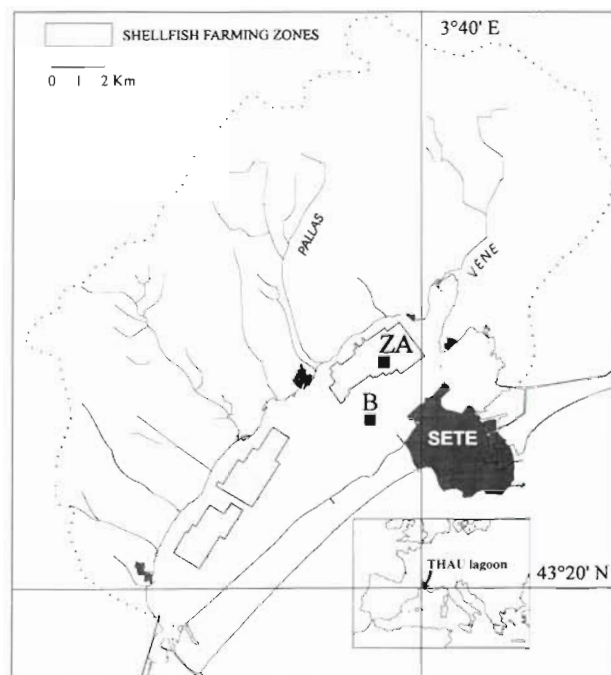 SHELLFISH FARMING ZONES
3°40' E
0 1 2 Km
PALLAS
VENE
ZA
B
SETE
THAU lagoon
43°20' N